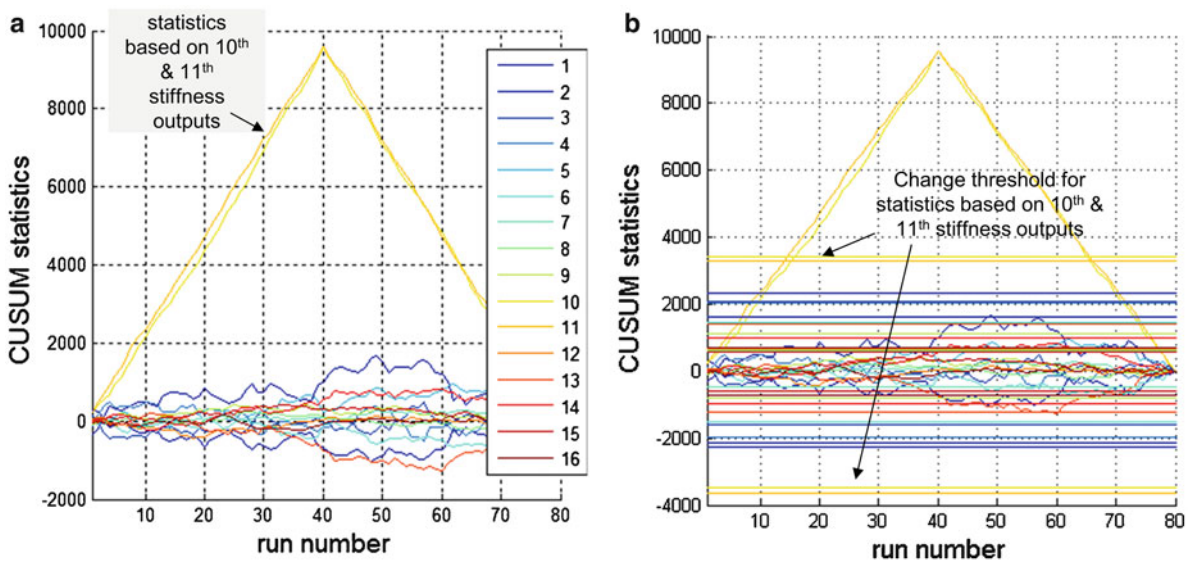 a
statistics
based on 10th
& 11th
stiffness
outputs
CUSUM statistics
10000
8000
6000
4000
2000
0
-2000
10 20 30 40 50 60 70 80
run number
1
2
3
4
5
6
7
8
9
10
11
12
13
14
15
16
b
Change threshold for
statistics based on 10th &
11th stiffness outputs
CUSUM statistics
10000
8000
6000
4000
2000
0
-2000
-4000
10 20 30 40 50 60 70 80
run number